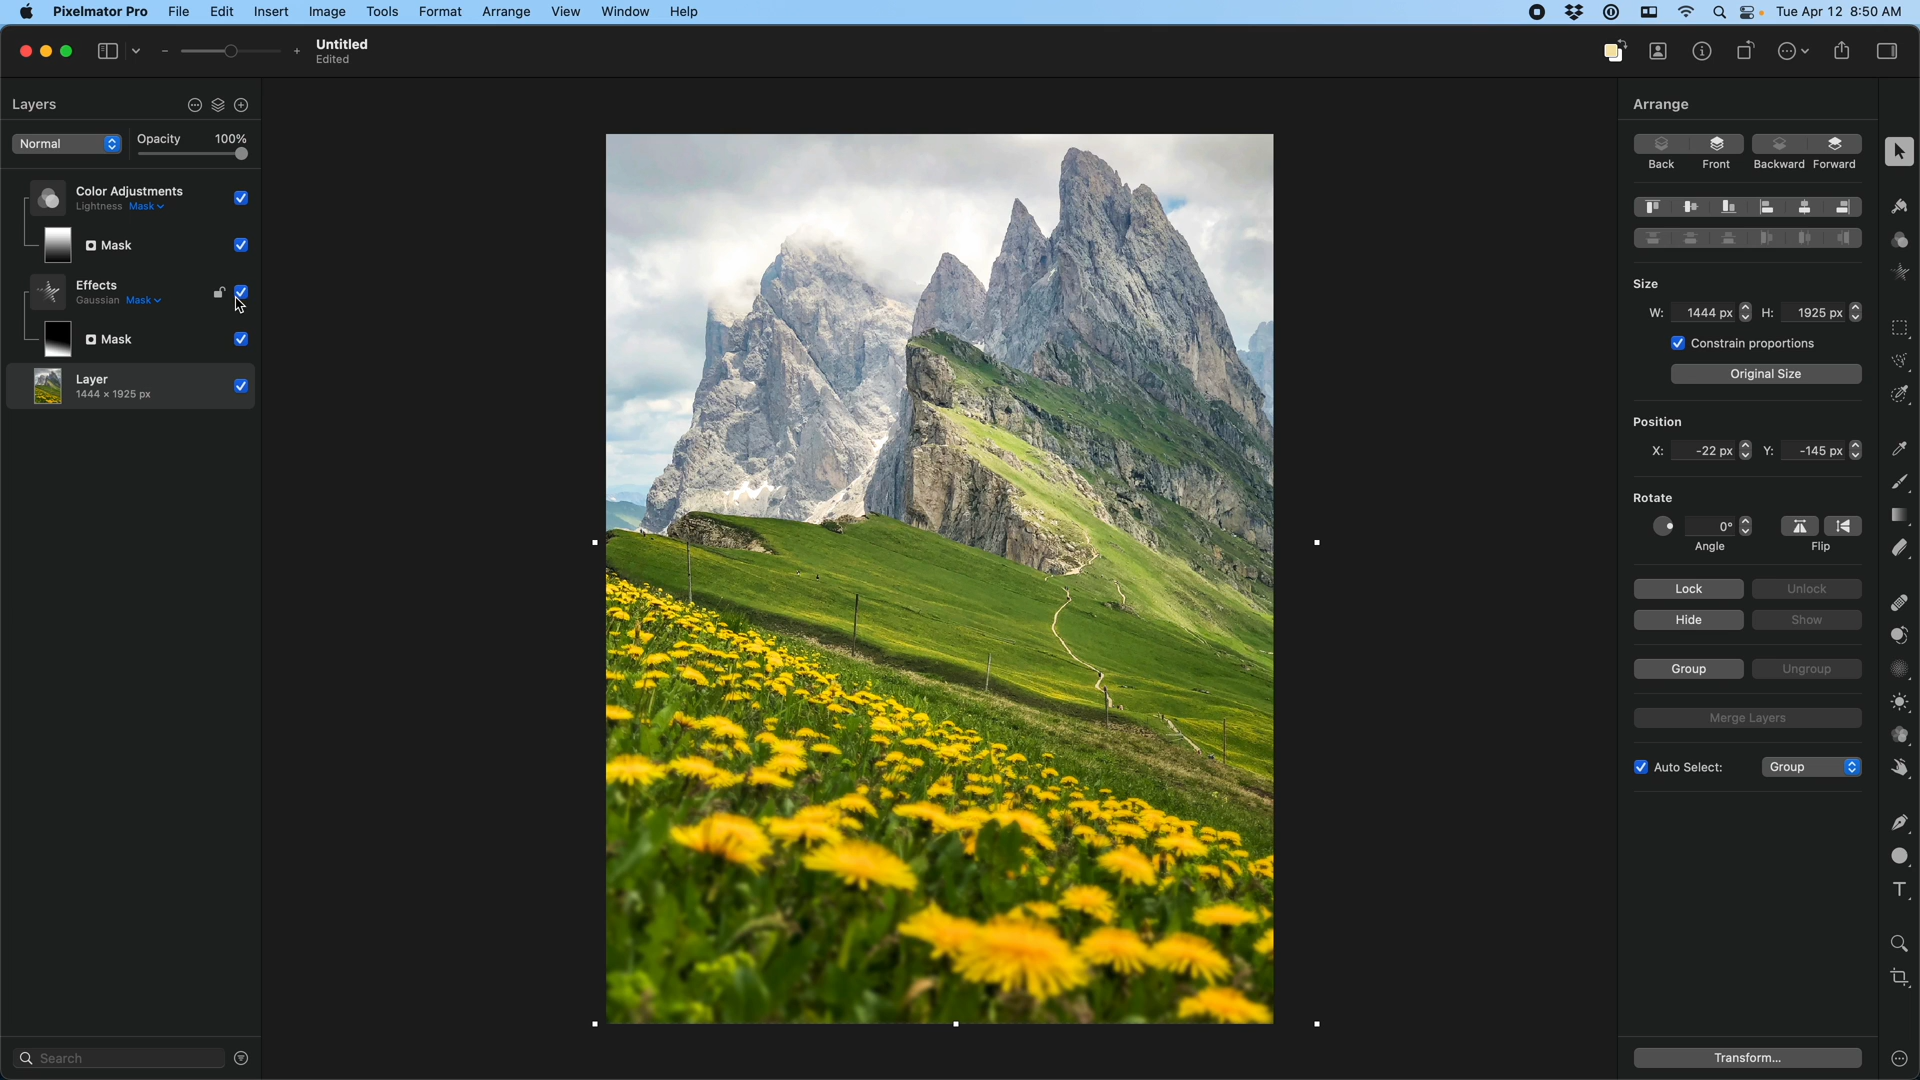 Pixelmator Pro File Edit Insert Image Tools Format Arrange View Window Help Tue Apr 12 8:50 AM
Untitled
Edited
Layers
Normal Opacity 100%
Color Adjustments
Lightness Mask
Mask
Effects
Gaussian Mask
Mask
Layer
1444 × 1925 px
Search
Arrange
Back Front Backward Forward
Size
W: 1444 px H: 1925 px
Constrain proportions
Original Size
Position
X: -22 px Y: -145 px
Rotate
0°
Angle Flip
Lock Unlock
Hide Show
Group Ungroup
Merge Layers
Auto Select: Group
Transform...